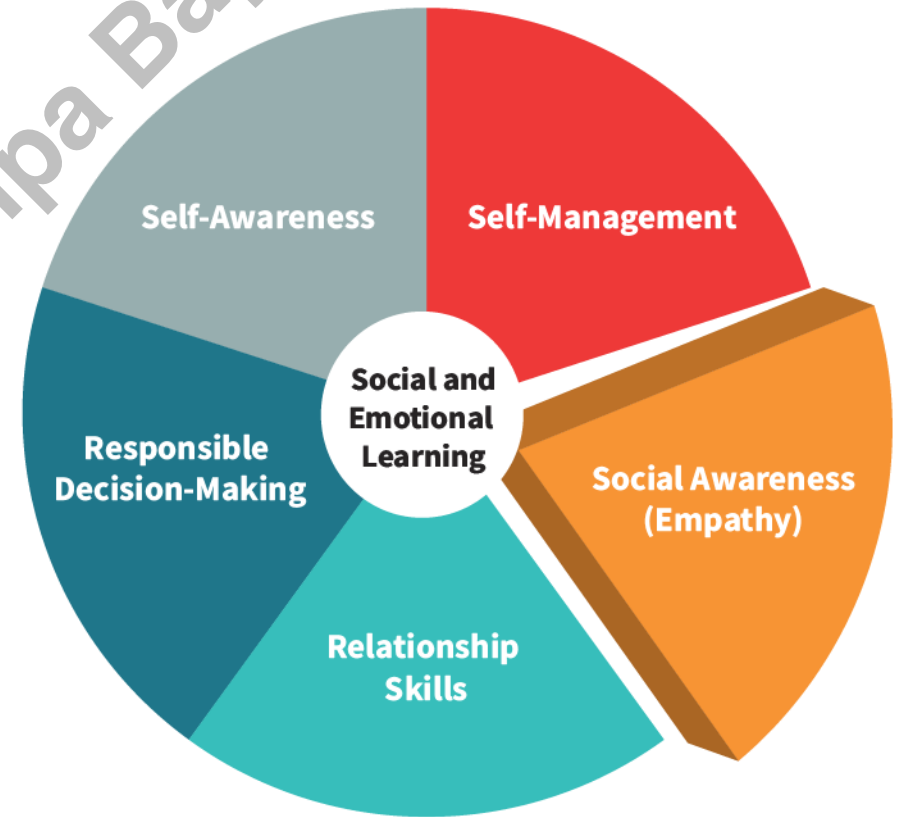 Self-Awareness
Self-Management
Social and
Emotional
Learning
Responsible
Decision-Making
Social Awareness
(Empathy)
Relationship
Skills